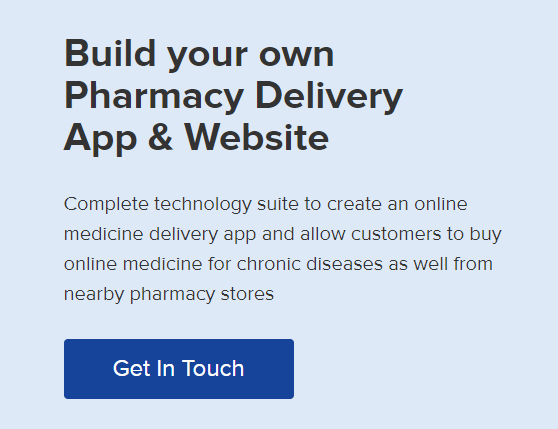 Build your own
Pharmacy Delivery
App & Website
Complete technology suite to create an online
medicine delivery app and allow customers to buy
online medicine for chronic diseases as well from
nearby pharmacy stores
Get In Touch